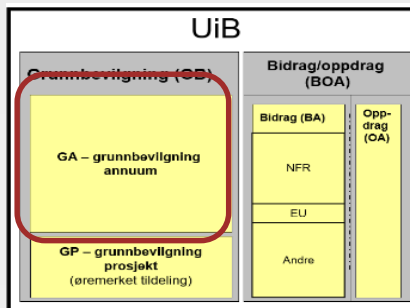 UiB
Grunnbevilgning (GB)
GA – grunnbevilgning
annuum
GP – grunnbevilgning
prosjekt
(øremerket tildeling)
Bidrag/oppdrag
(BOA)
Bidrag (BA)
NFR
EU
Andre
Opp-
drag
(OA)